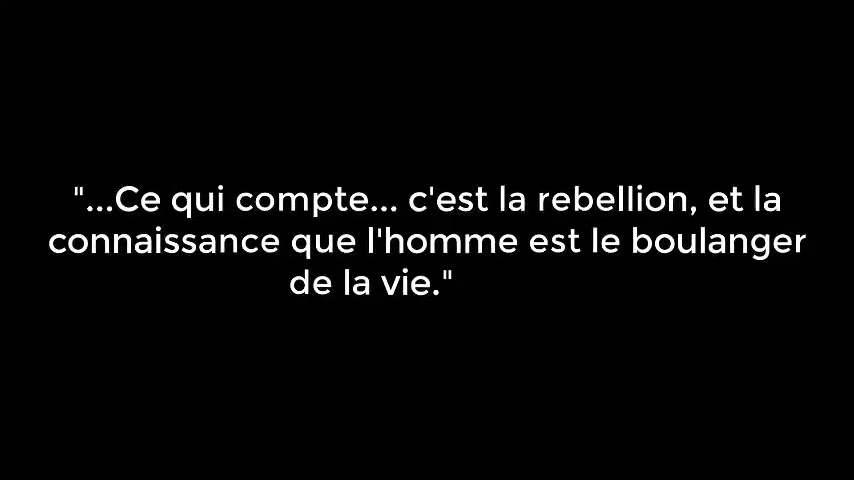 "...Ce qui compte... c'est la rebellion, et la
connaissance que l'homme est le boulanger
de la vie."